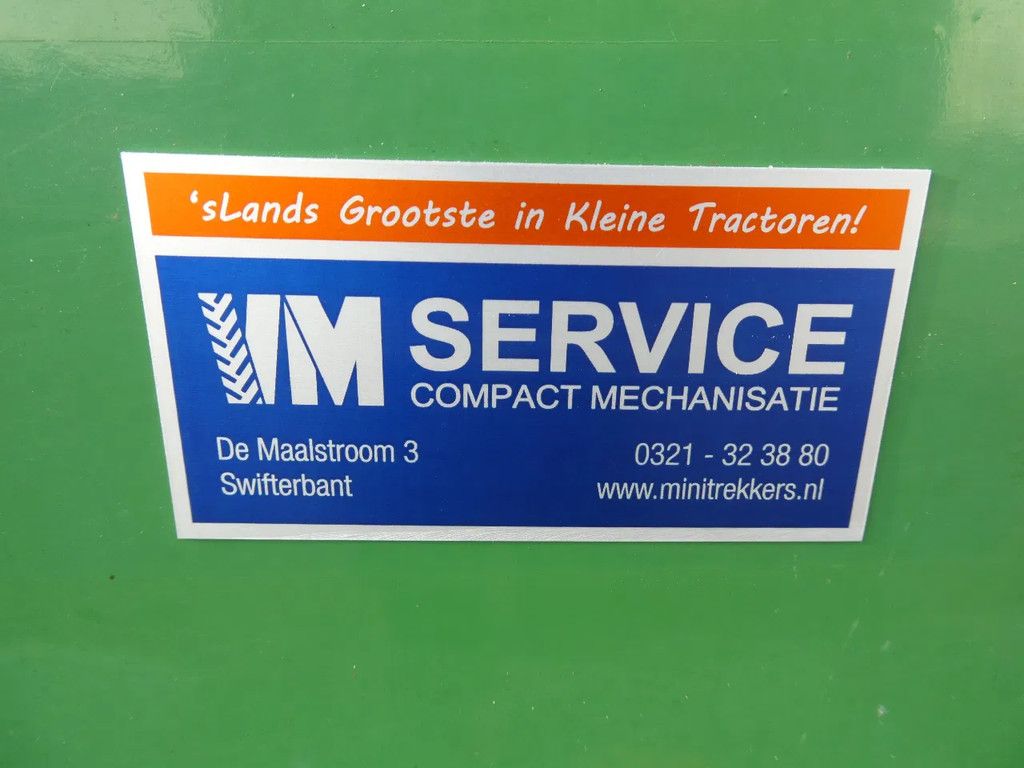 'sLands Grootste in Kleine Tractoren!
VM SERVICE
COMPACT MECHANISATIE
De Maalstroom 3
Swifterbant
0321 - 32 38 80
www.minitrekkers.nl